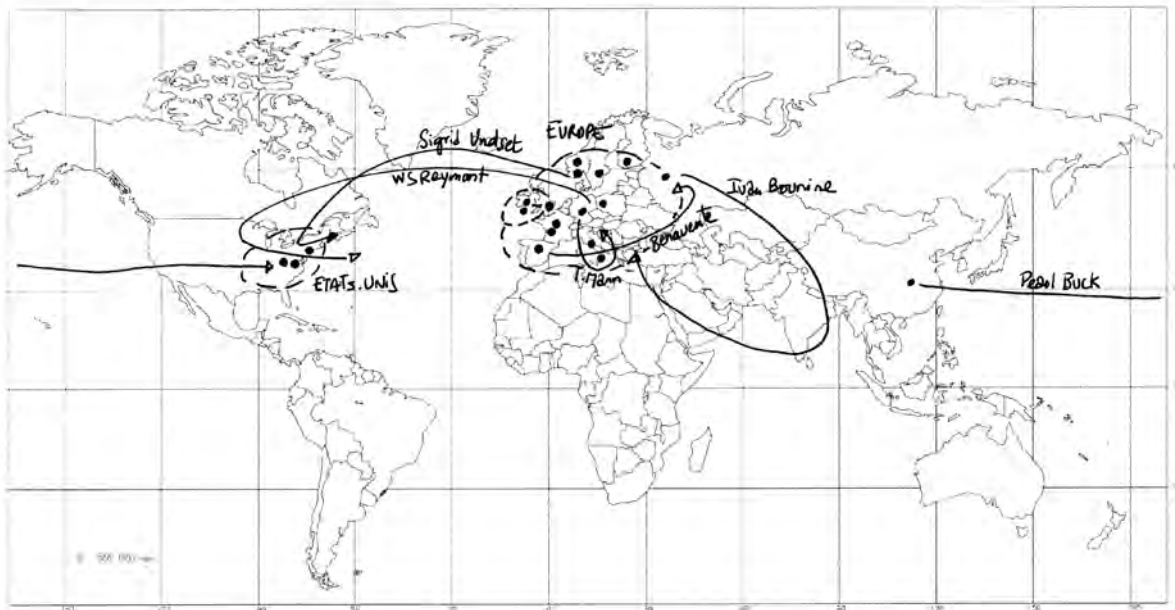 Sigrid Undset
EUROPE
WS Reymont
Ivan Bounine
Benavente
T. Mann
ETATS. UNIS
Pearl Buck